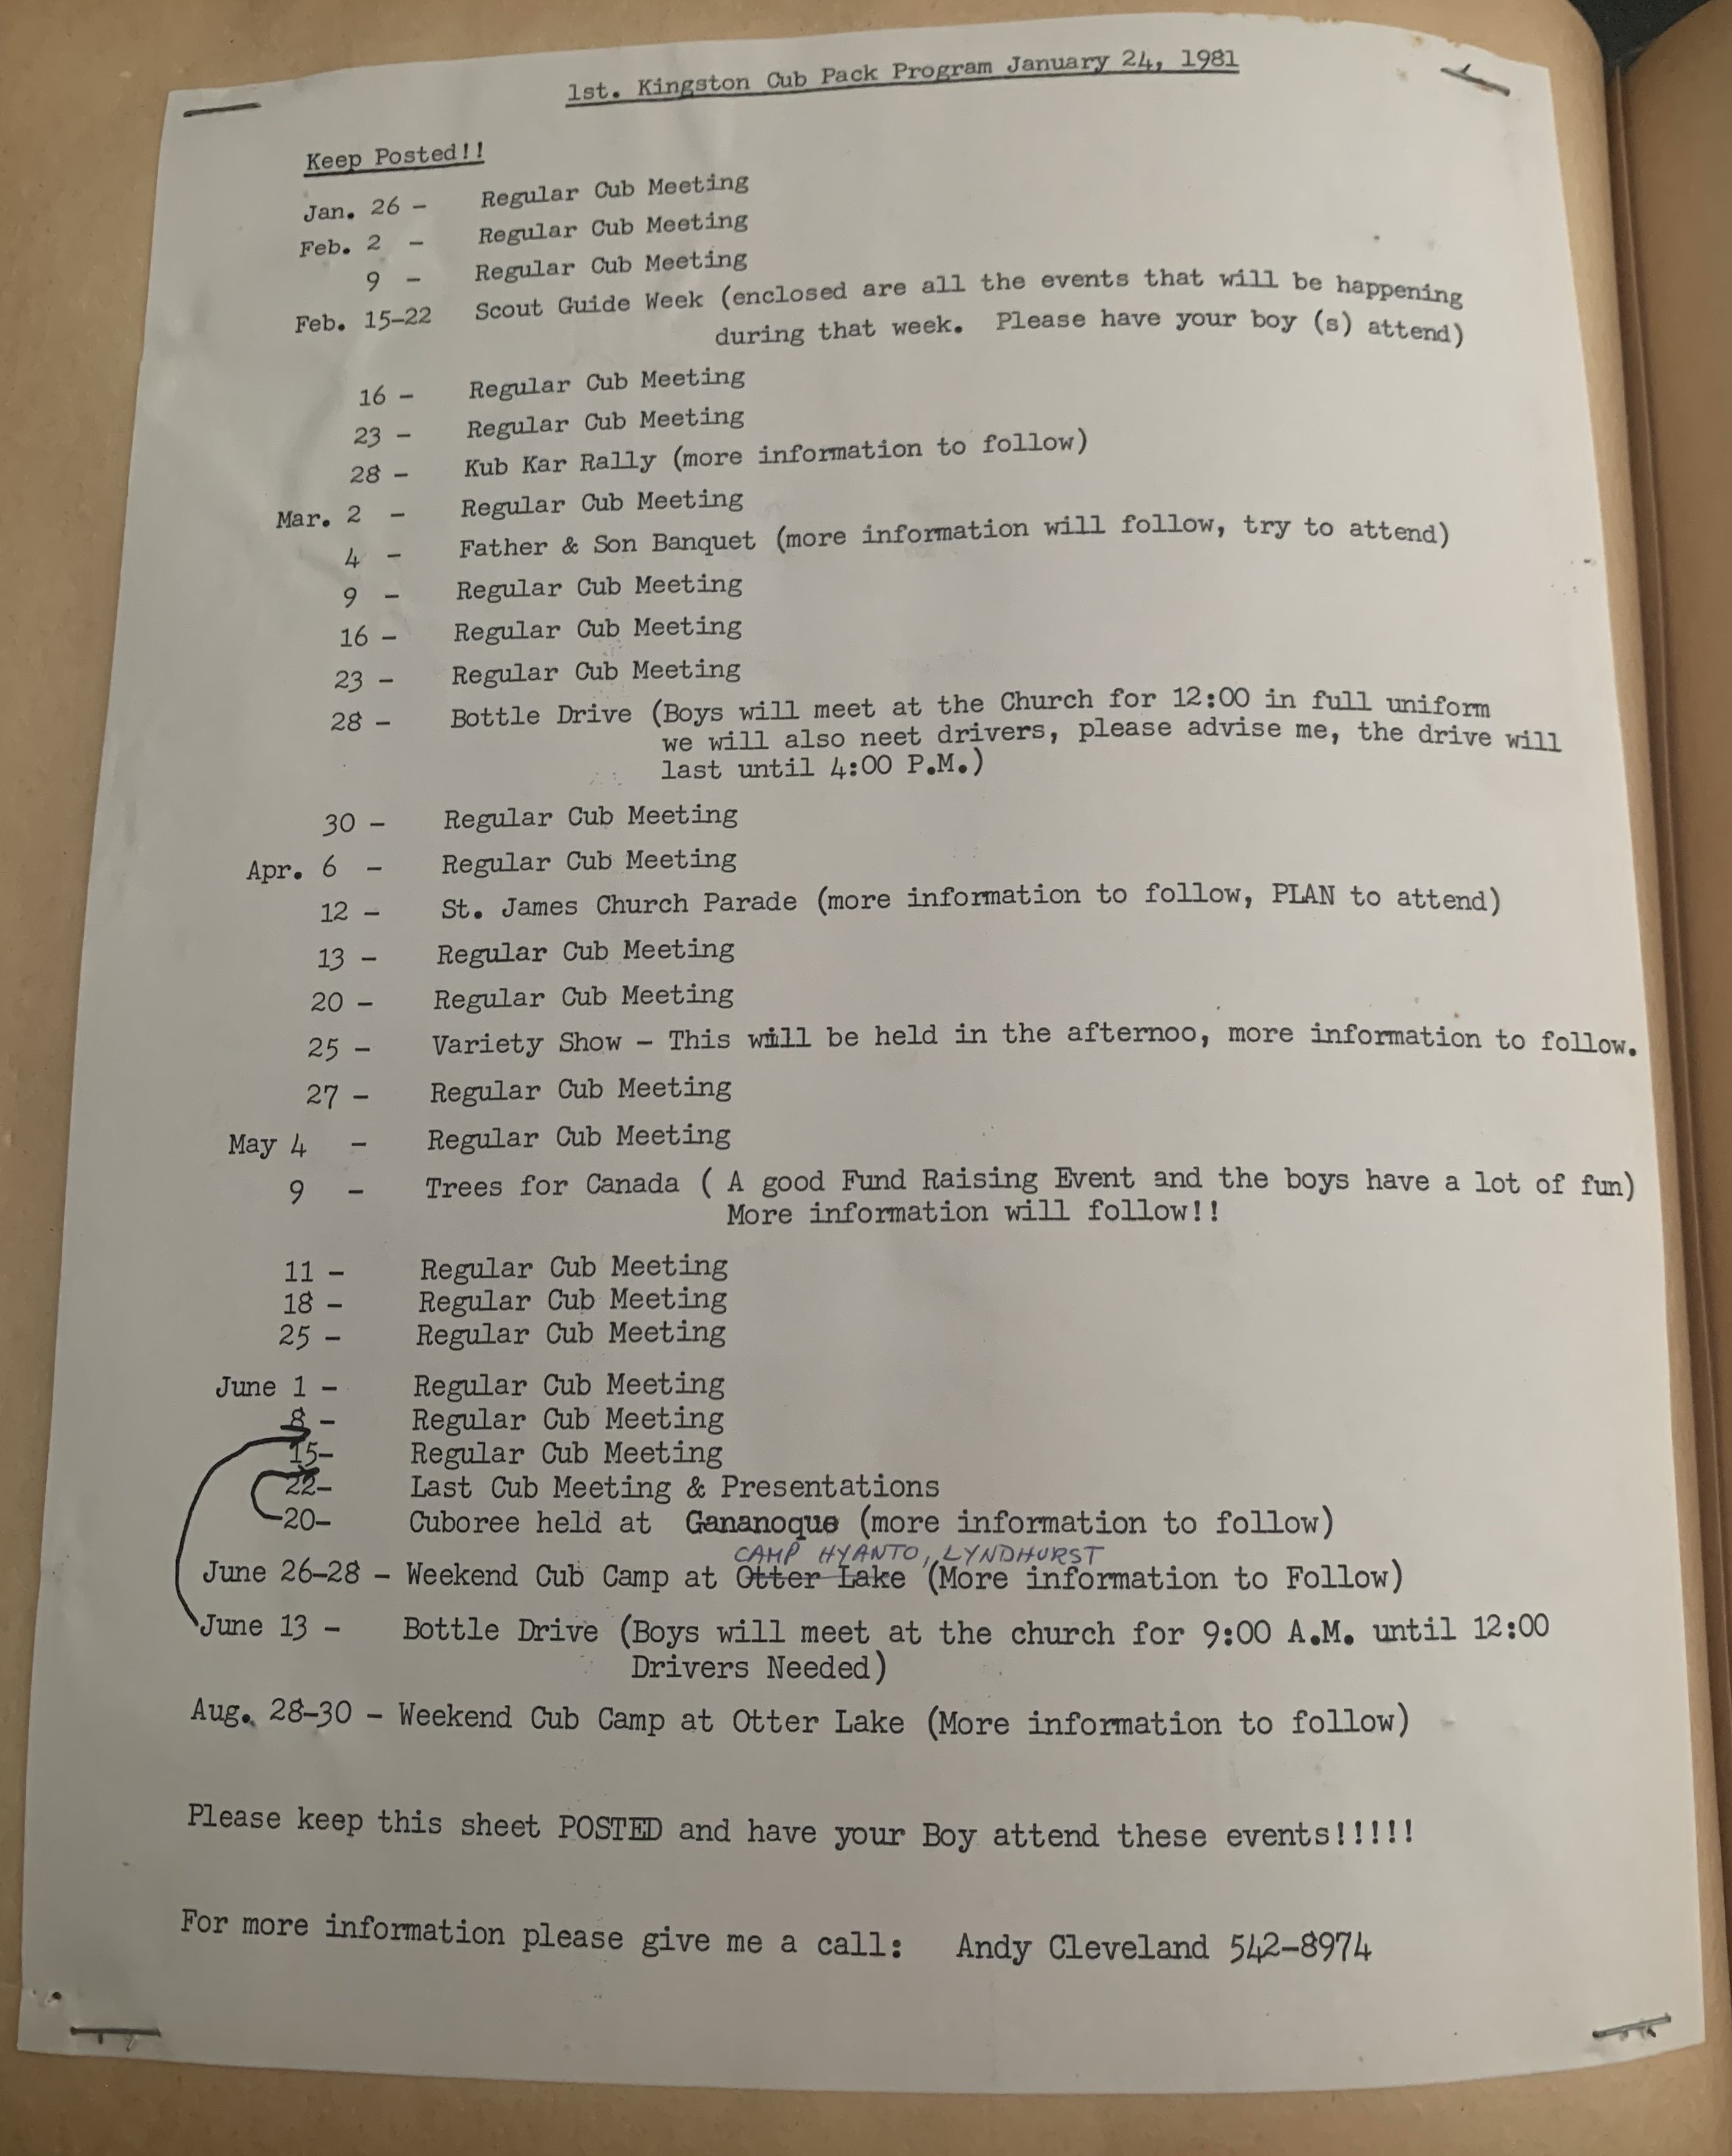 1st. Kingston Cub Pack Program January 24, 1981
Keep Posted!!
Jan. 26 - Regular Cub Meeting
Feb. 2 - Regular Cub Meeting
9 - Regular Cub Meeting
Feb. 15-22 Scout Guide Week (enclosed are all the events that will be happening
during that week. Please have your boy (s) attend)
16 - Regular Cub Meeting
23 - Regular Cub Meeting
28 - Kub Kar Rally (more information to follow)
Mar. 2 - Regular Cub Meeting
4 - Father & Son Banquet (more information will follow, try to attend)
9 - Regular Cub Meeting
16 - Regular Cub Meeting
23 - Regular Cub Meeting
28 - Bottle Drive (Boys will meet at the Church for 12:00 in full uniform
we will also neet drivers, please advise me, the drive will
last until 4:00 P.M.)
30 - Regular Cub Meeting
Apr. 6 - Regular Cub Meeting
12 - St. James Church Parade (more information to follow, PLAN to attend)
13 - Regular Cub Meeting
20 - Regular Cub Meeting
25 - Variety Show - This will be held in the afternoo, more information to follow.
27 - Regular Cub Meeting
May 4 - Regular Cub Meeting
9 - Trees for Canada ( A good Fund Raising Event and the boys have a lot of fun)
More information will follow!!
11 - Regular Cub Meeting
18 - Regular Cub Meeting
25 - Regular Cub Meeting
June 1 - Regular Cub Meeting
8 - Regular Cub Meeting
15- Regular Cub Meeting
22- Last Cub Meeting & Presentations
20- Cuboree held at Gananoque (more information to follow)
CAMP HYANTO, LYNDHURST
June 26-28 - Weekend Cub Camp at Otter Lake (More information to Follow)
June 13 - Bottle Drive (Boys will meet at the church for 9:00 A.M. until 12:00
Drivers Needed)
Aug. 28-30 - Weekend Cub Camp at Otter Lake (More information to follow)
Please keep this sheet POSTED and have your Boy attend these events!!!!!
For more information please give me a call: Andy Cleveland 542-8974